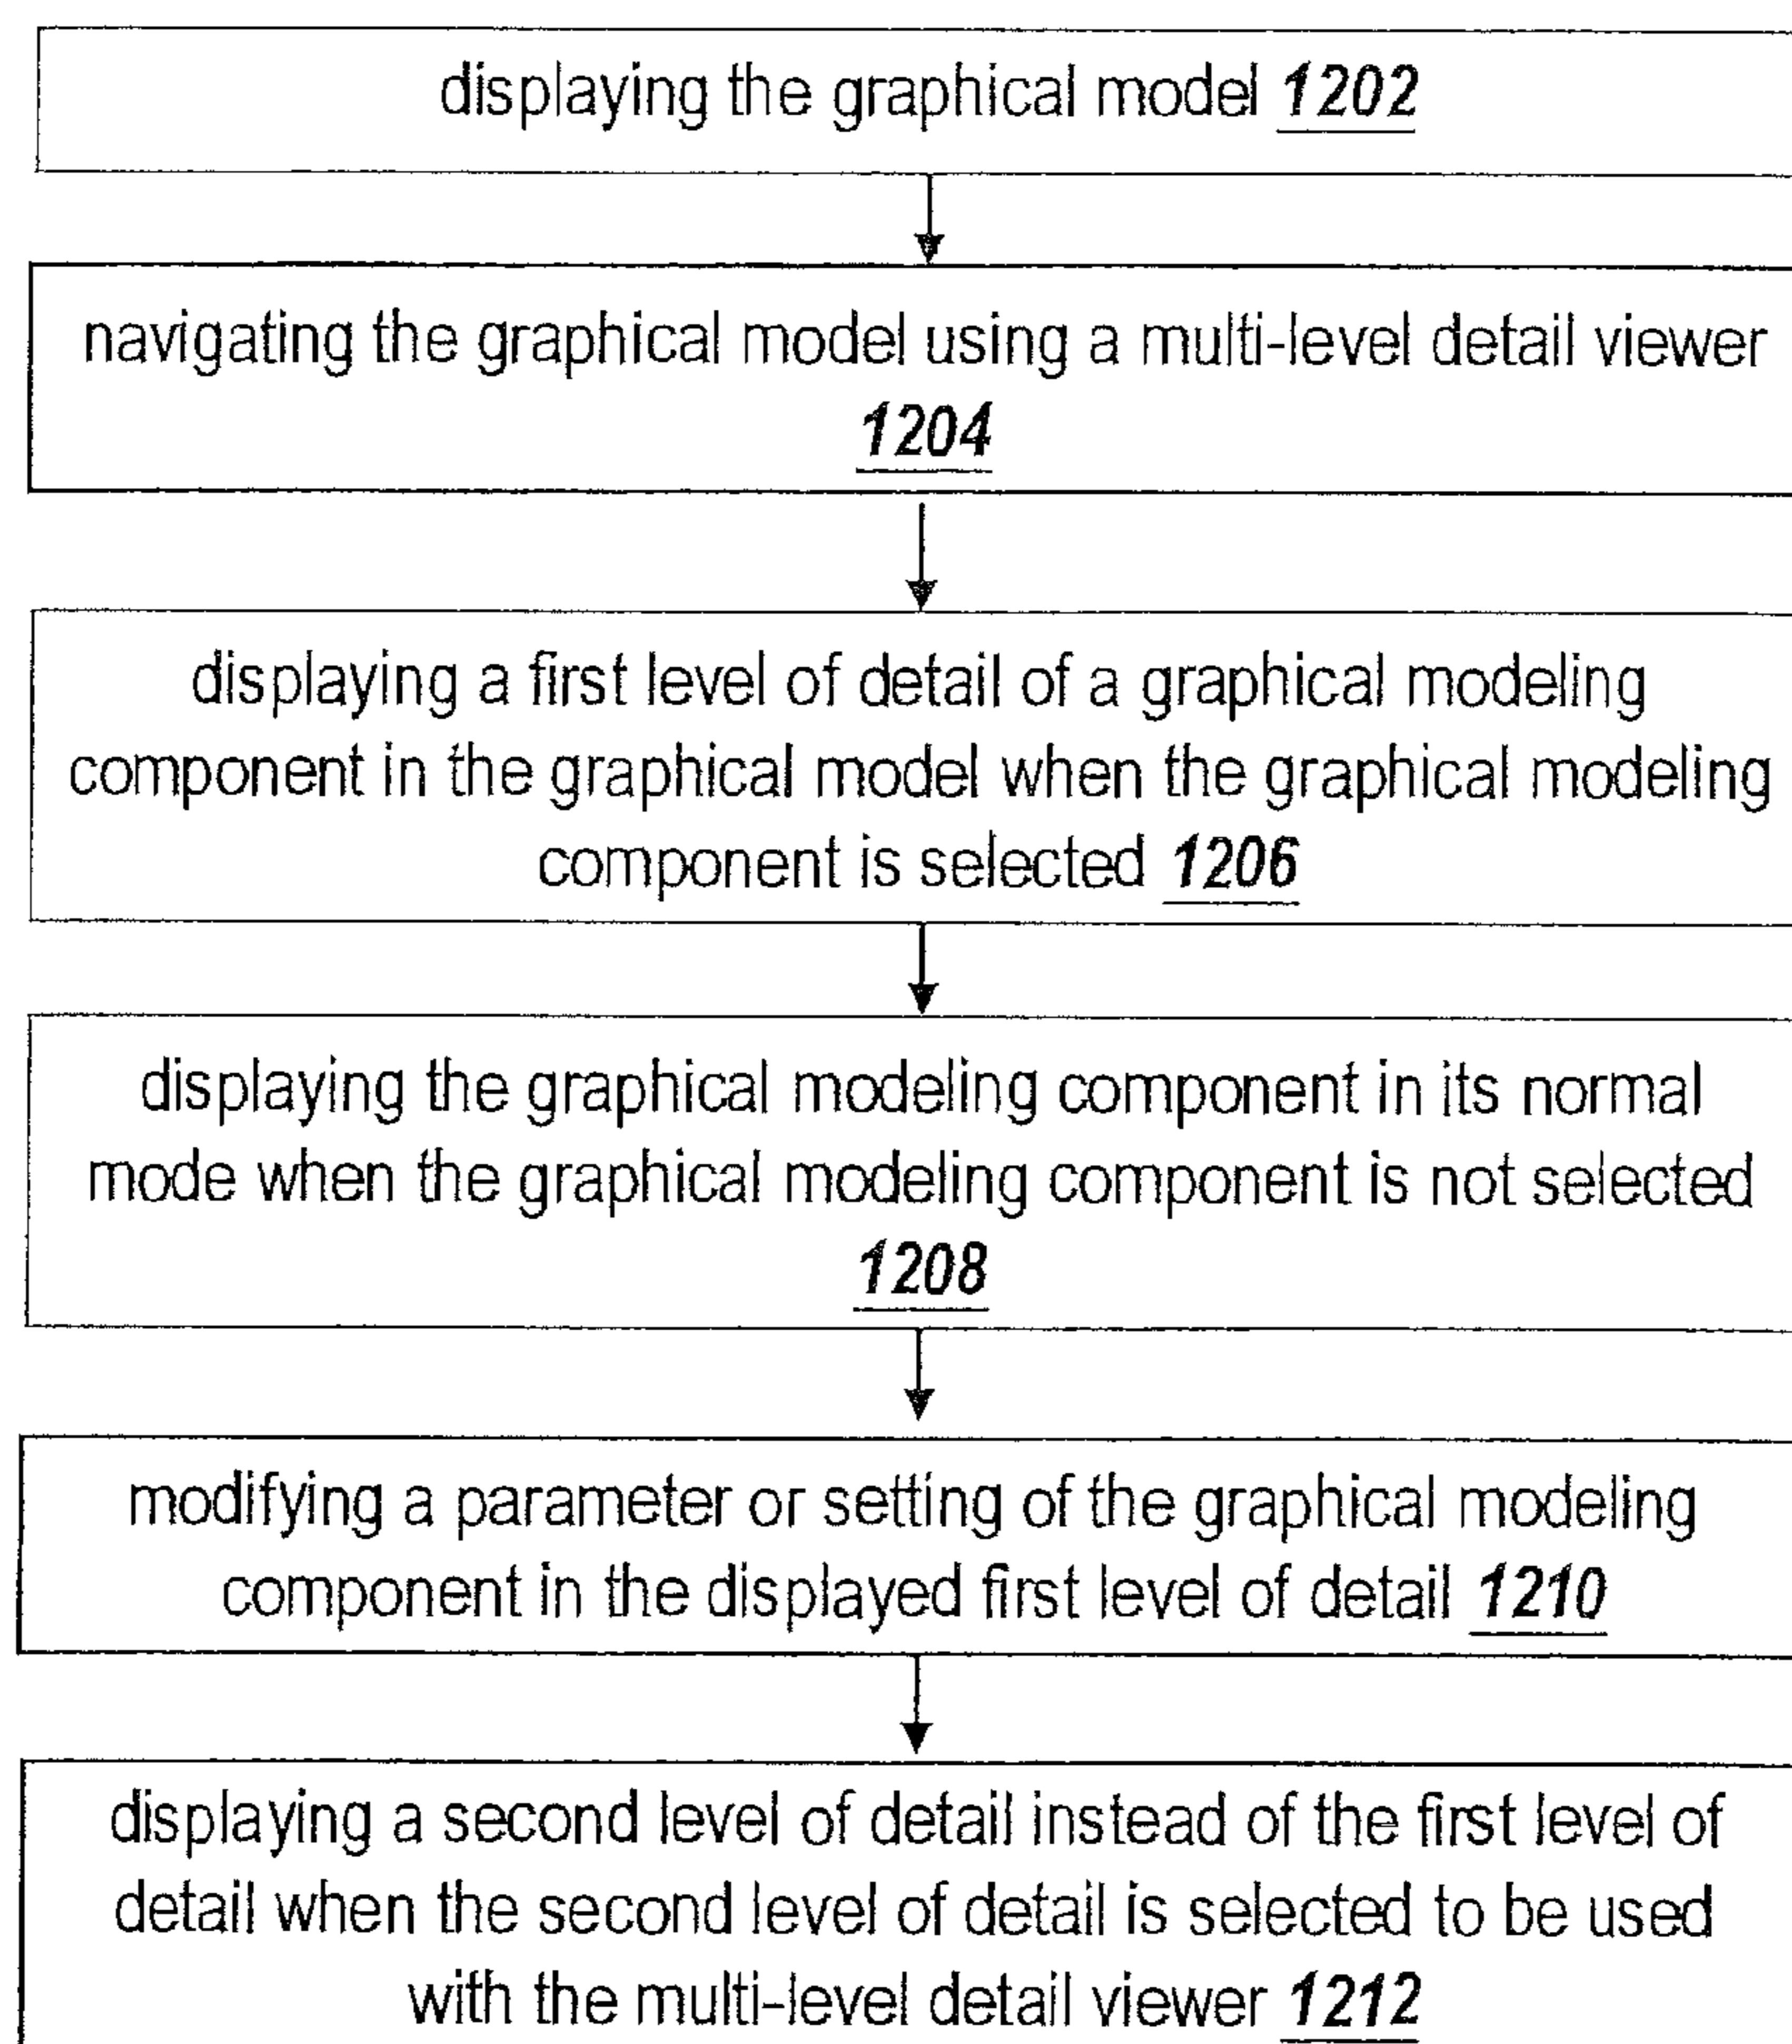 displaying the graphical model 1202
navigating the graphical model using a multi-level detail viewer
1204
displaying a first level of detail of a graphical modeling
component in the graphical model when the graphical modeling
component is selected 1206
displaying the graphical modeling component in its normal
mode when the graphical modeling component is not selected
1208
modifying a parameter or setting of the graphical modeling
component in the displayed first level of detail 1210
displaying a second level of detail instead of the first level of
detail when the second level of detail is selected to be used
with the multi-level detail viewer 1212